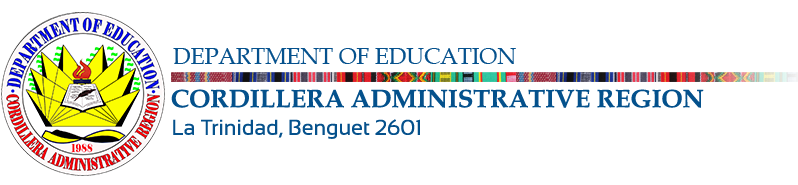 DEPARTMENT OF EDUCATION
CORDILLERA ADMINISTRATIVE REGION
1988
DEPARTMENT OF EDUCATION
CORDILLERA ADMINISTRATIVE REGION
La Trinidad, Benguet 2601